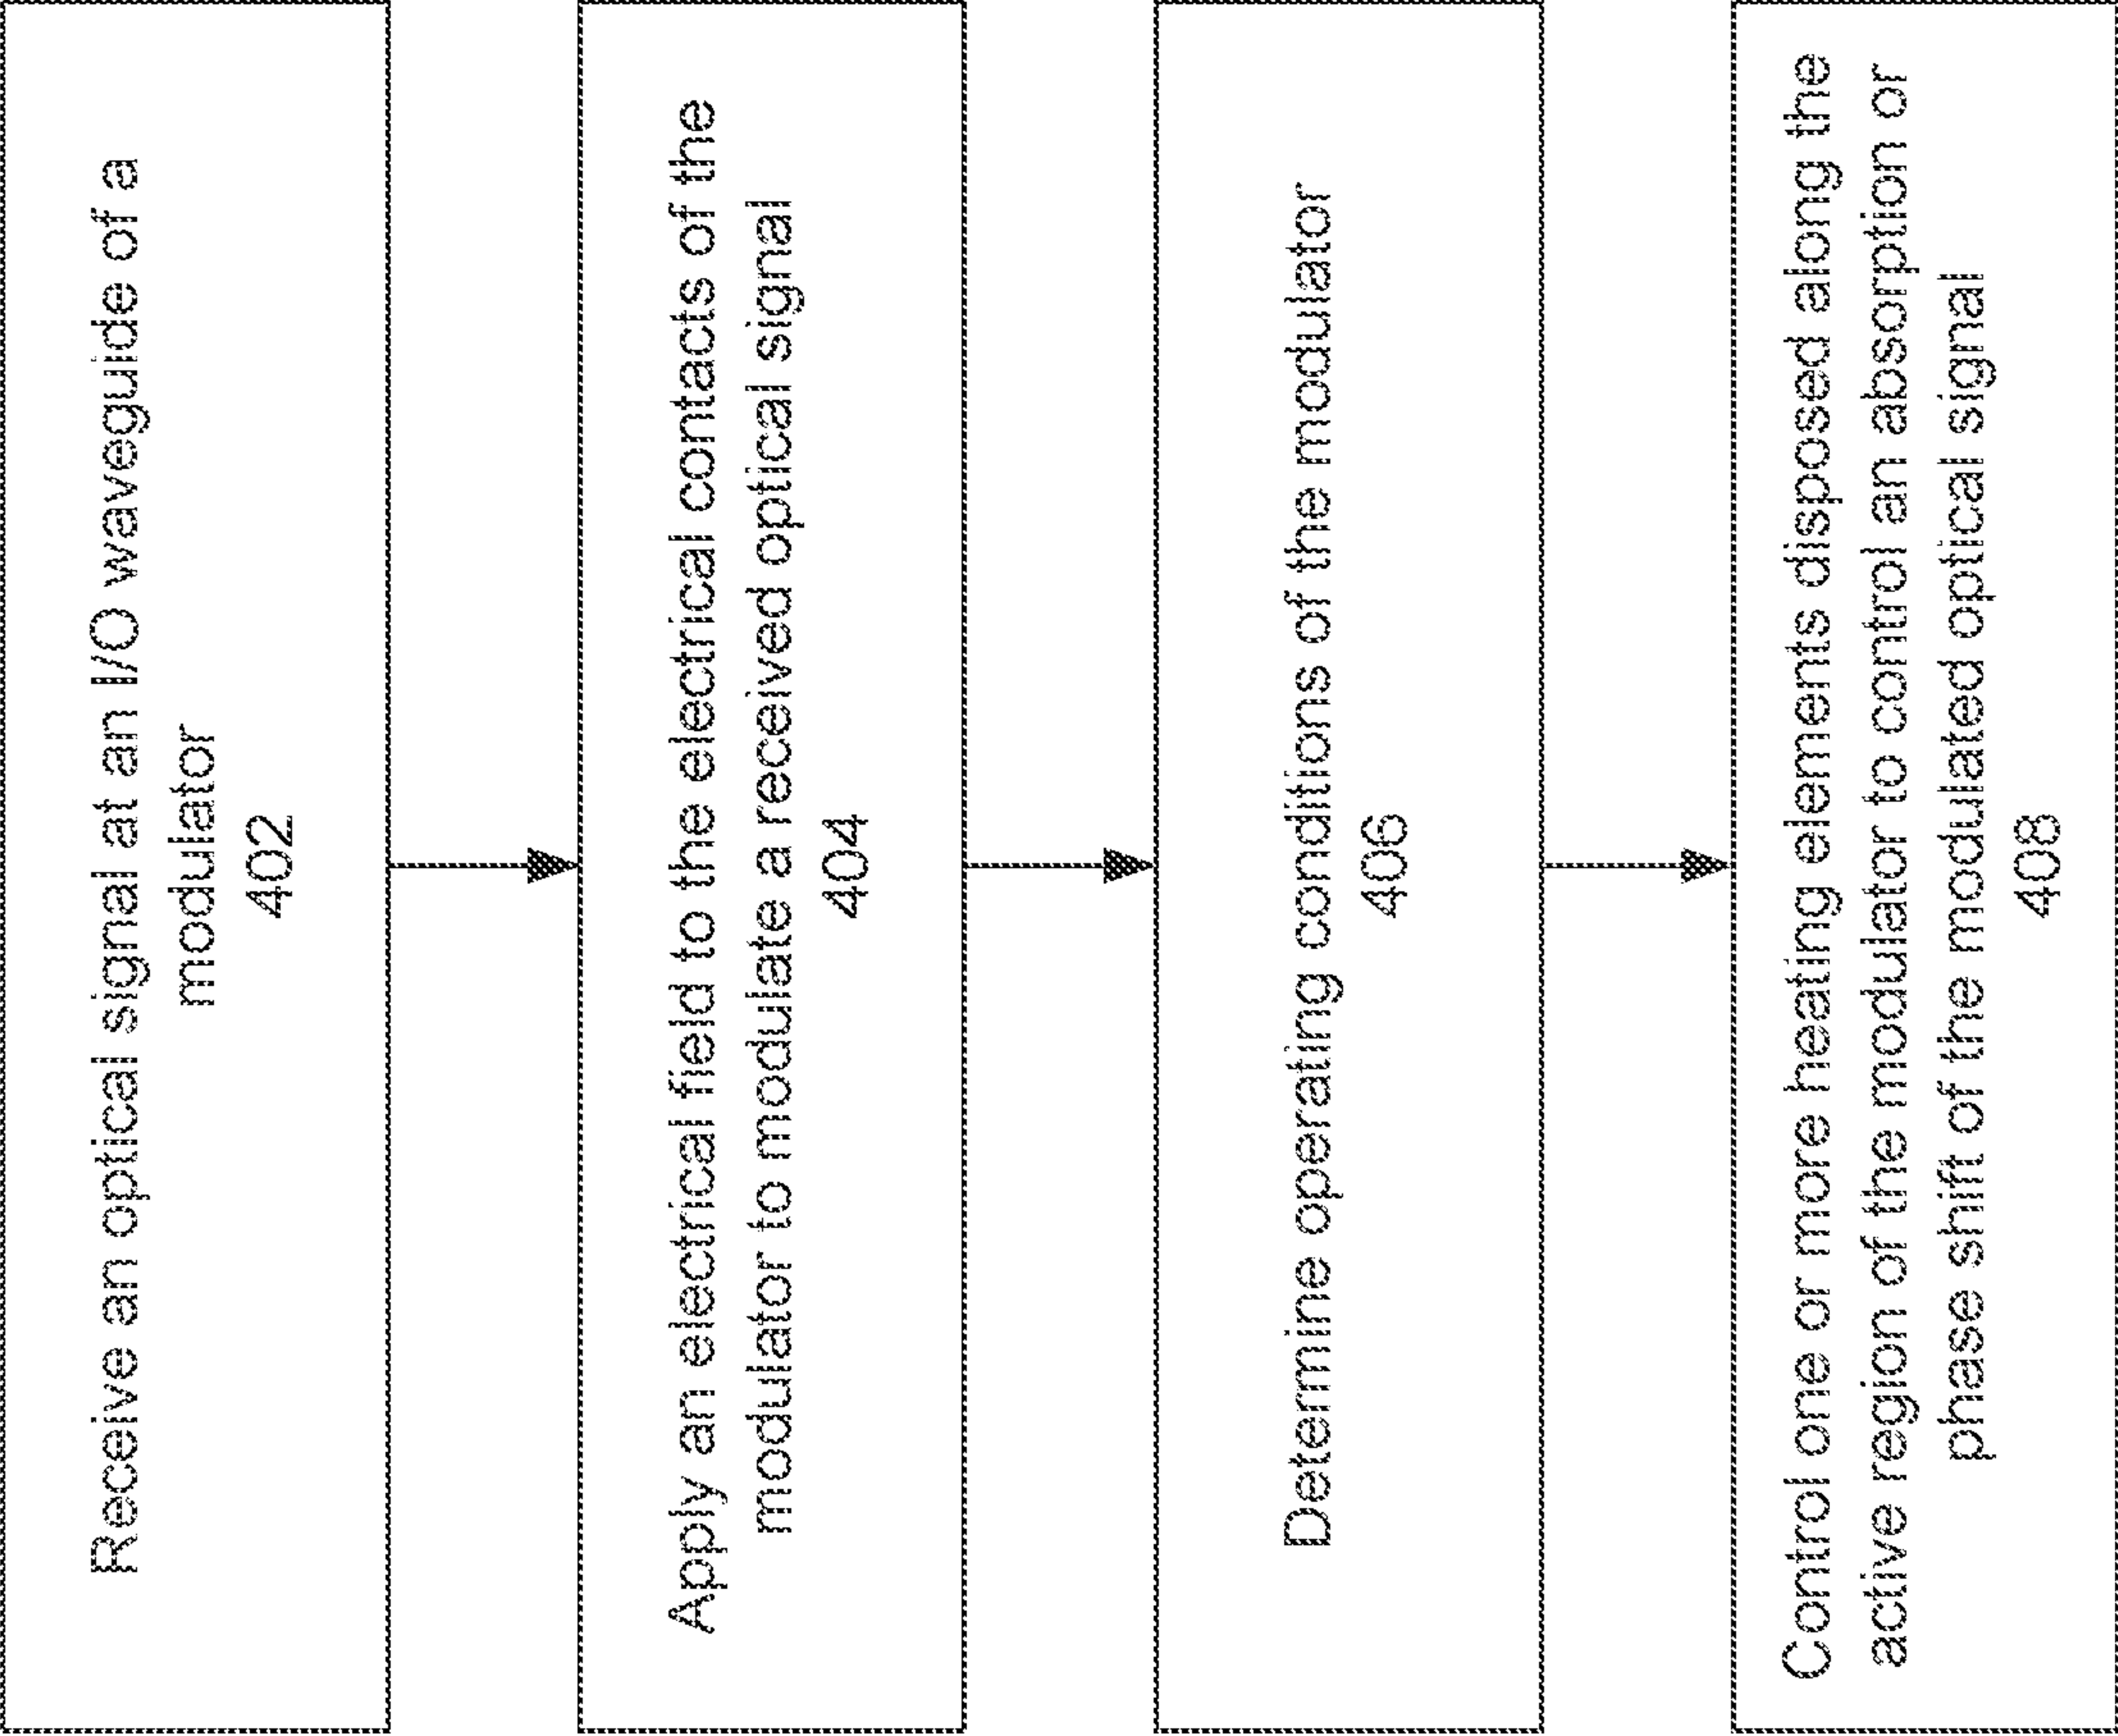 Receive an optical signal at an I/O waveguide of a
modulator
402
Apply an electrical field to the electrical contacts of the
modulator to modulate a received optical signal
404
Determine operating conditions of the modulator
406
Control one or more heating elements disposed along the
active region of the modulator to control an absorption or
phase shift of the modulated optical signal
408